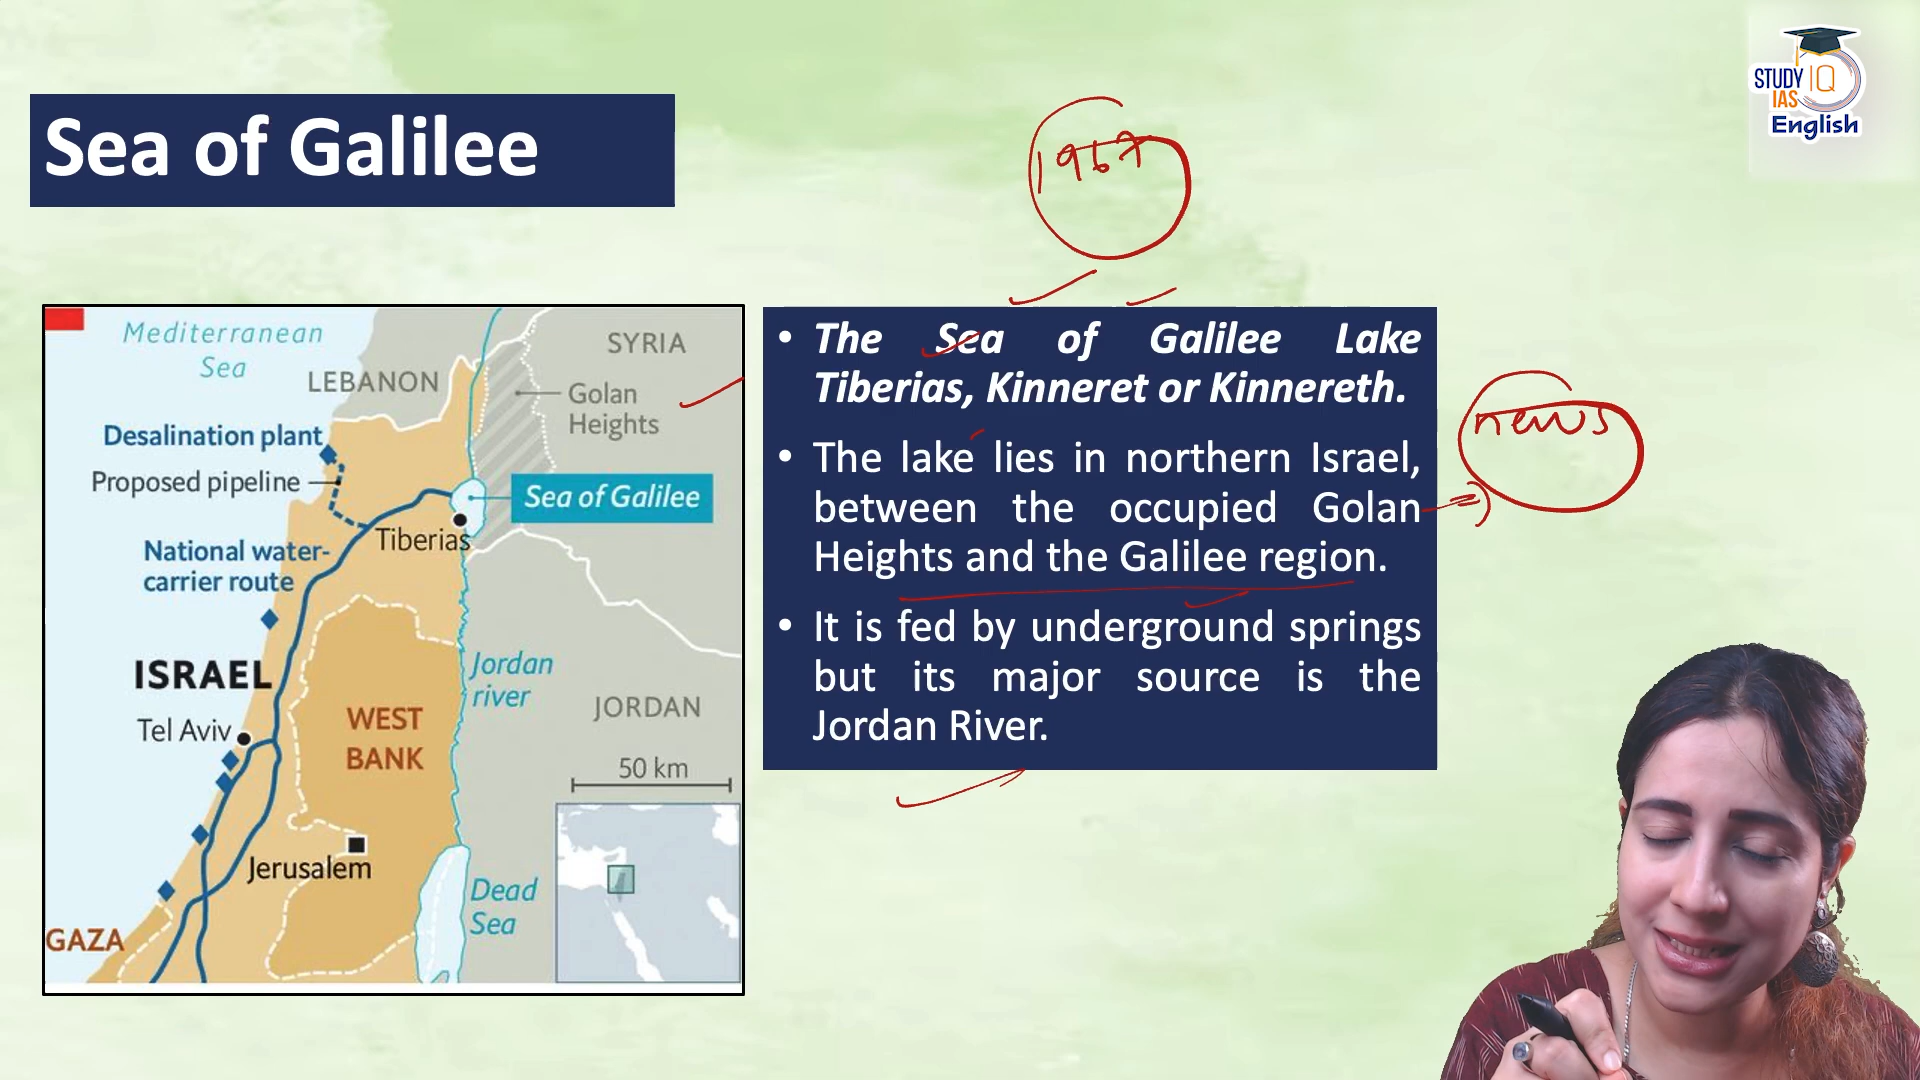 STUDY IQ
IAS
English
Sea of Galilee
1967
Mediterranean
Sea
SYRIA
LEBANON
Golan
Heights
Desalination plant
Proposed pipeline
Sea of Galilee
Tiberias
National water-
carrier route
ISRAEL
Jordan
river
Tel Aviv
WEST
BANK
JORDAN
50 km
Jerusalem
Dead
Sea
GAZA
• The Sea of Galilee Lake
Tiberias, Kinneret or Kinnereth.
• The lake lies in northern Israel,
between the occupied Golan
Heights and the Galilee region.
• It is fed by underground springs
but its major source is the
Jordan River.
news